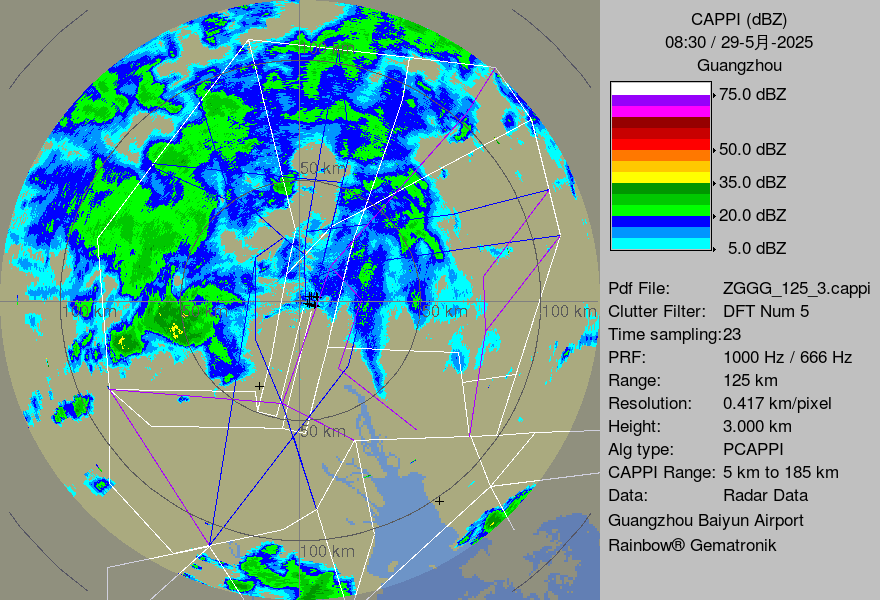 CAPPI (dBZ)
08:30 / 29-5月-2025
Guangzhou
75.0 dBZ
50.0 dBZ
35.0 dBZ
20.0 dBZ
5.0 dBZ
Pdf File: ZGGG_125_3.cappi
Clutter Filter: DFT Num 5
Time sampling:23
PRF: 1000 Hz / 666 Hz
Range: 125 km
Resolution: 0.417 km/pixel
Height: 3.000 km
Alg type: PCAPPI
CAPPI Range: 5 km to 185 km
Data: Radar Data
Guangzhou Baiyun Airport
Rainbow® Gematronik
100 km
50 km
100 km 50 km 50 km 100 km
50 km
100 km